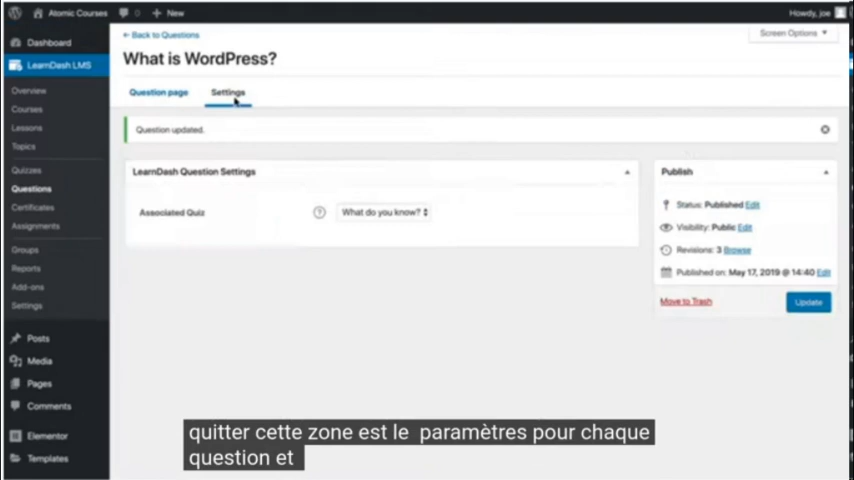 Atomic Courses 0 + New Howdy, joe
Dashboard
LearnDash LMS
Overview
Courses
Lessons
Topics
Quizzes
Questions
Certificates
Assignments
Groups
Reports
Add-ons
Settings
Posts
Media
Pages
Comments
Elementor
Templates
← Back to Questions
Screen Options ▼
What is WordPress?
Question page Settings
Question updated.
LearnDash Question Settings
Associated Quiz ? What do you know?
Publish
Status: Published Edit
Visibility: Public Edit
Revisions: 3 Browse
Published on: May 17, 2019 @ 14:40 Edit
Move to Trash Update
quitter cette zone est le paramètres pour chaque
question et